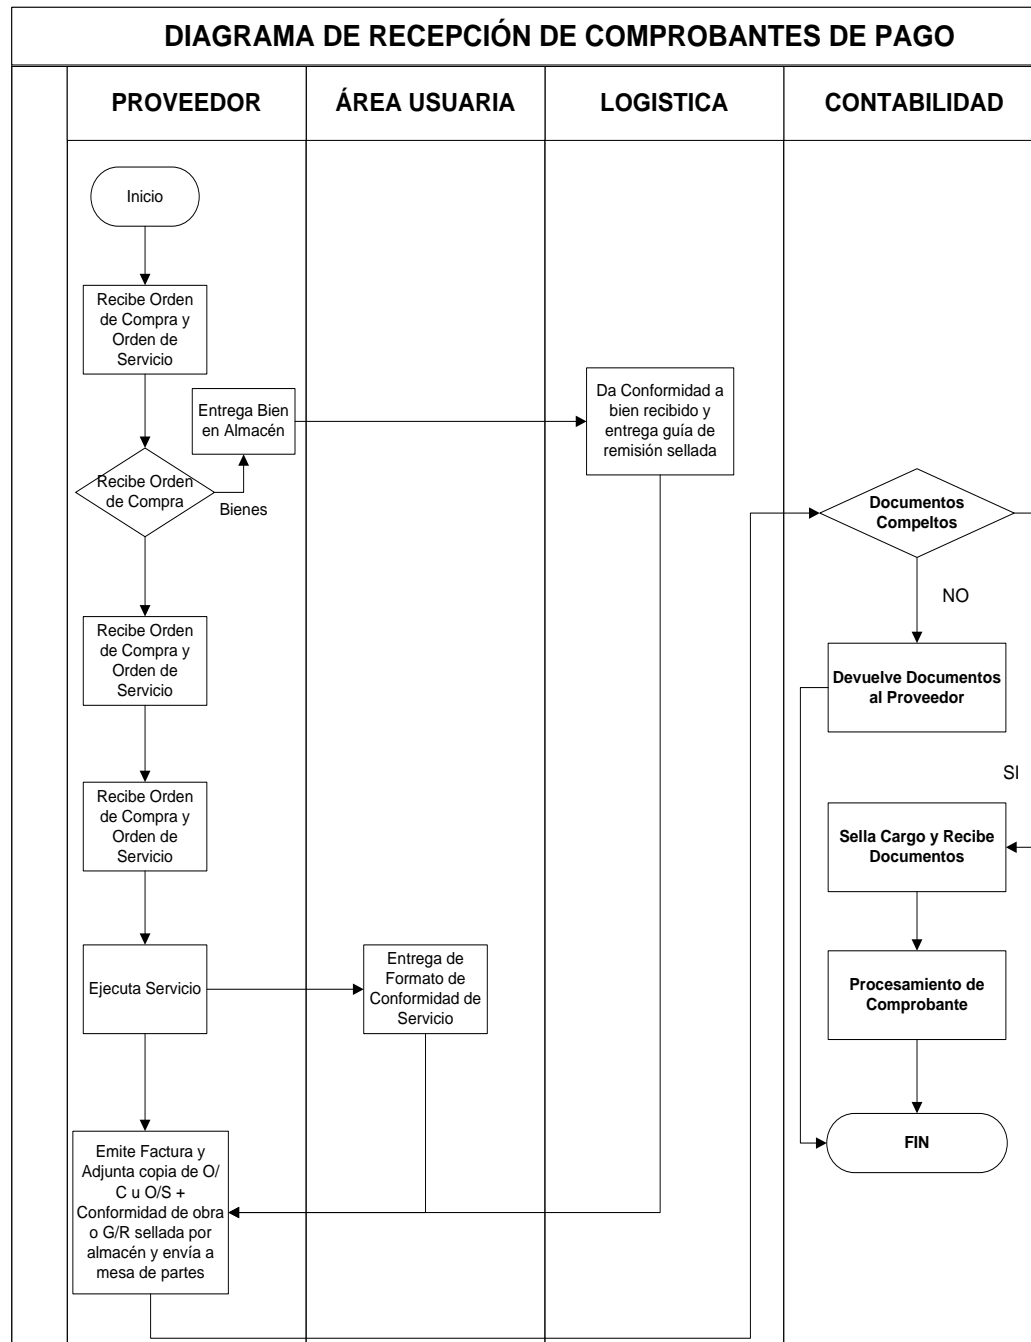 DIAGRAMA DE RECEPCIÓN DE COMPROBANTES DE PAGO
PROVEEDOR
ÁREA USUARIA
LOGISTICA
CONTABILIDAD
Inicio
Recibe Orden
de Compra y
Orden de
Servicio
Entrega Bien
en Almacén
Da Conformidad a
bien recibido y
entrega guía de
remisión sellada
Recibe Orden
de Compra
Bienes
Documentos
Compeltos
NO
Recibe Orden
de Compra y
Orden de
Servicio
Devuelve Documentos
al Proveedor
SI
Recibe Orden
de Compra y
Orden de
Servicio
Sella Cargo y Recibe
Documentos
Ejecuta Servicio
Entrega de
Formato de
Conformidad de
Servicio
Procesamiento de
Comprobante
Emite Factura y
Adjunta copia de O/
C u O/S +
Conformidad de obra
o G/R sellada por
almacén y envía a
mesa de partes
FIN